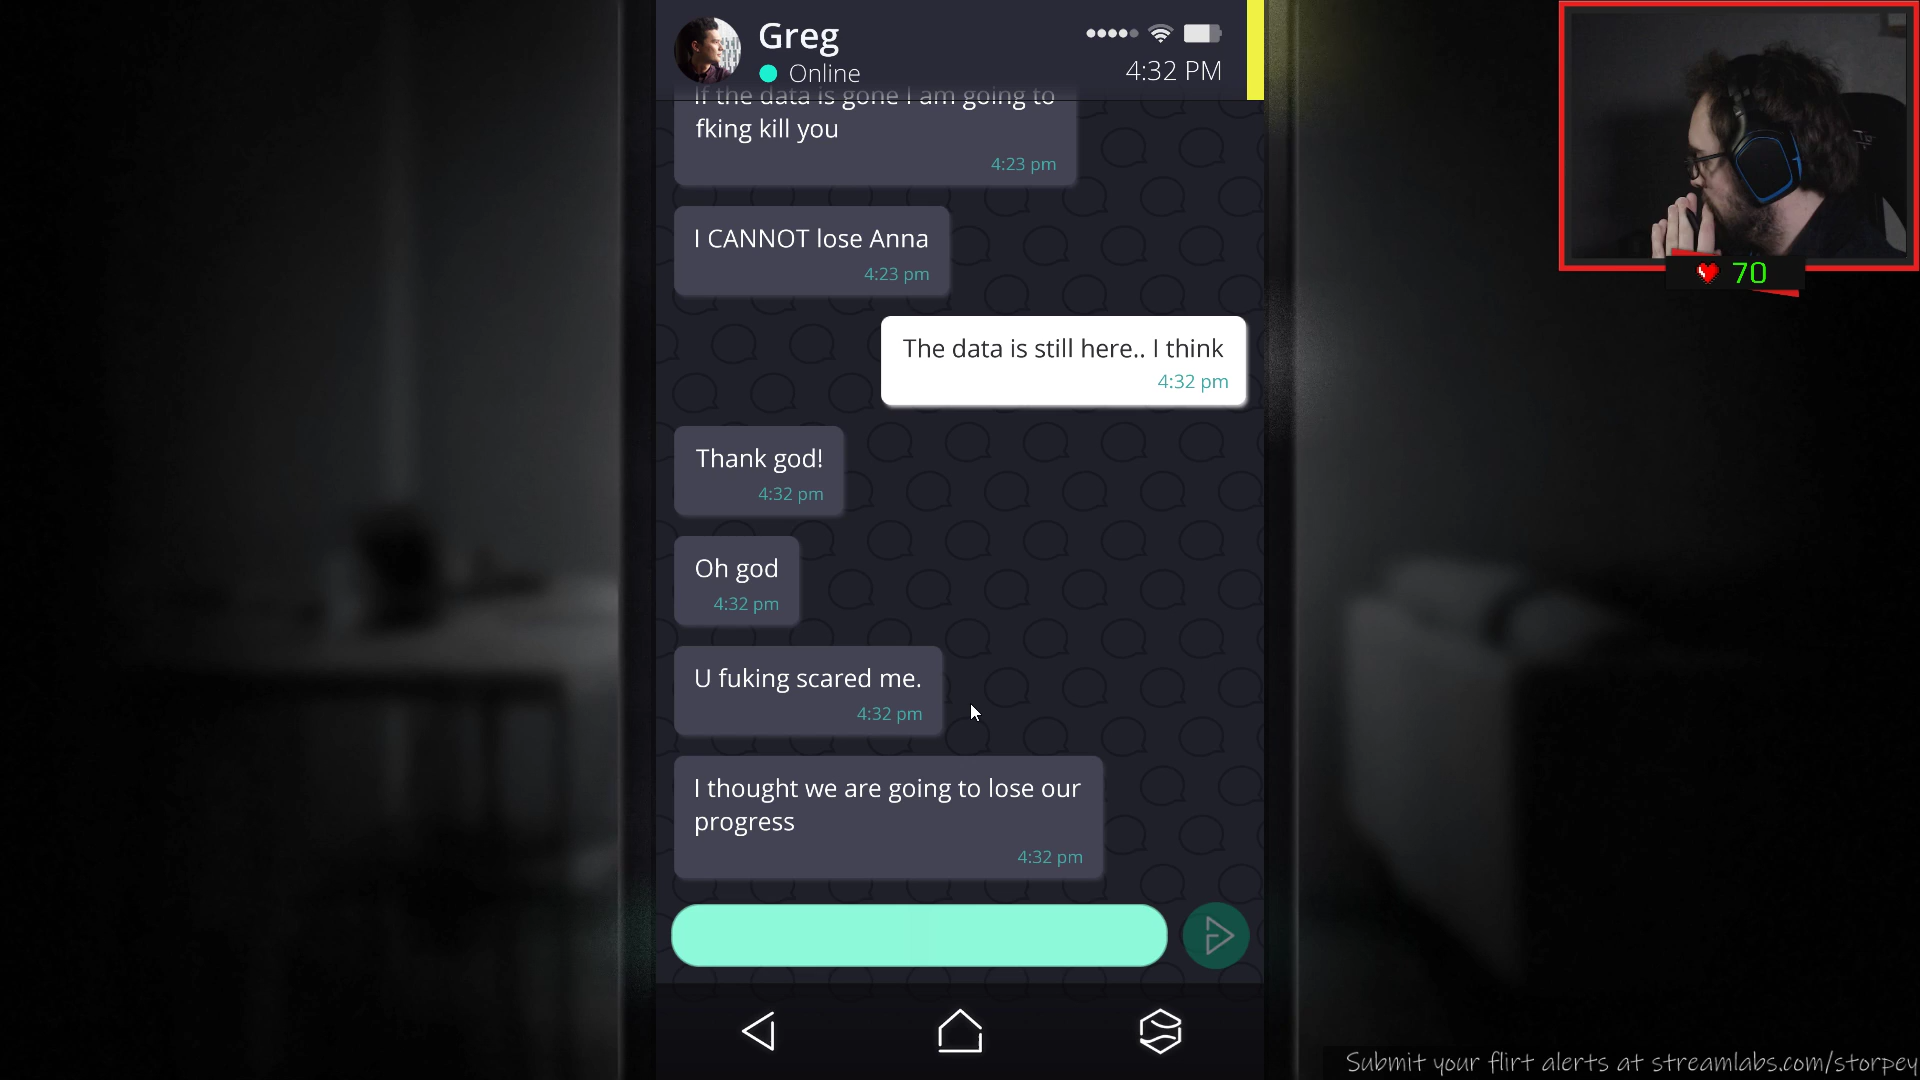 Greg
Online
4:32 PM
If the data is gone I am going to
fking kill you
4:23 pm
I CANNOT lose Anna
4:23 pm
The data is still here.. I think
4:32 pm
Thank god!
4:32 pm
Oh god
4:32 pm
U fuking scared me.
4:32 pm
I thought we are going to lose our
progress
4:32 pm
70
Submit your flirt alerts at streamlabs.com/storpey